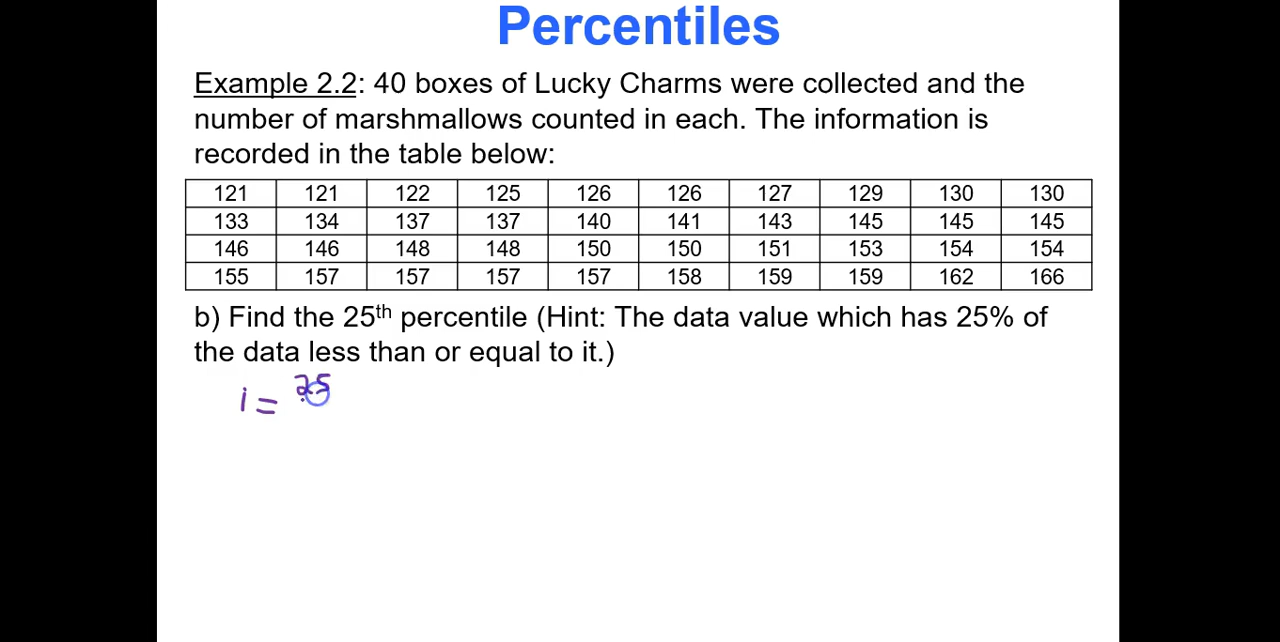 Percentiles
Example 2.2: 40 boxes of Lucky Charms were collected and the
number of marshmallows counted in each. The information is
recorded in the table below:
121 121 122 125 126 126 127 129 130 130
133 134 137 137 140 141 143 145 145 145
146 146 148 148 150 150 151 153 154 154
155 157 157 157 157 158 159 159 162 166
b) Find the 25th percentile (Hint: The data value which has 25% of
the data less than or equal to it.)
i = 25